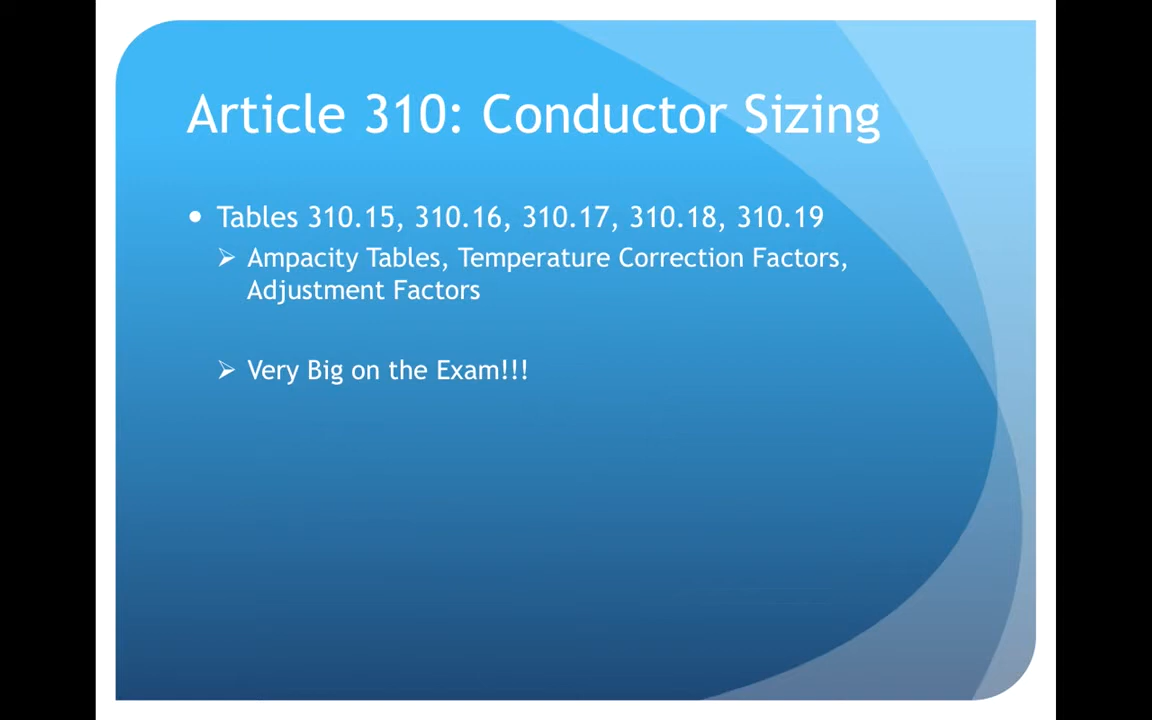 Article 310: Conductor Sizing
Tables 310.15, 310.16, 310.17, 310.18, 310.19
Ampacity Tables, Temperature Correction Factors,
Adjustment Factors
Very Big on the Exam!!!